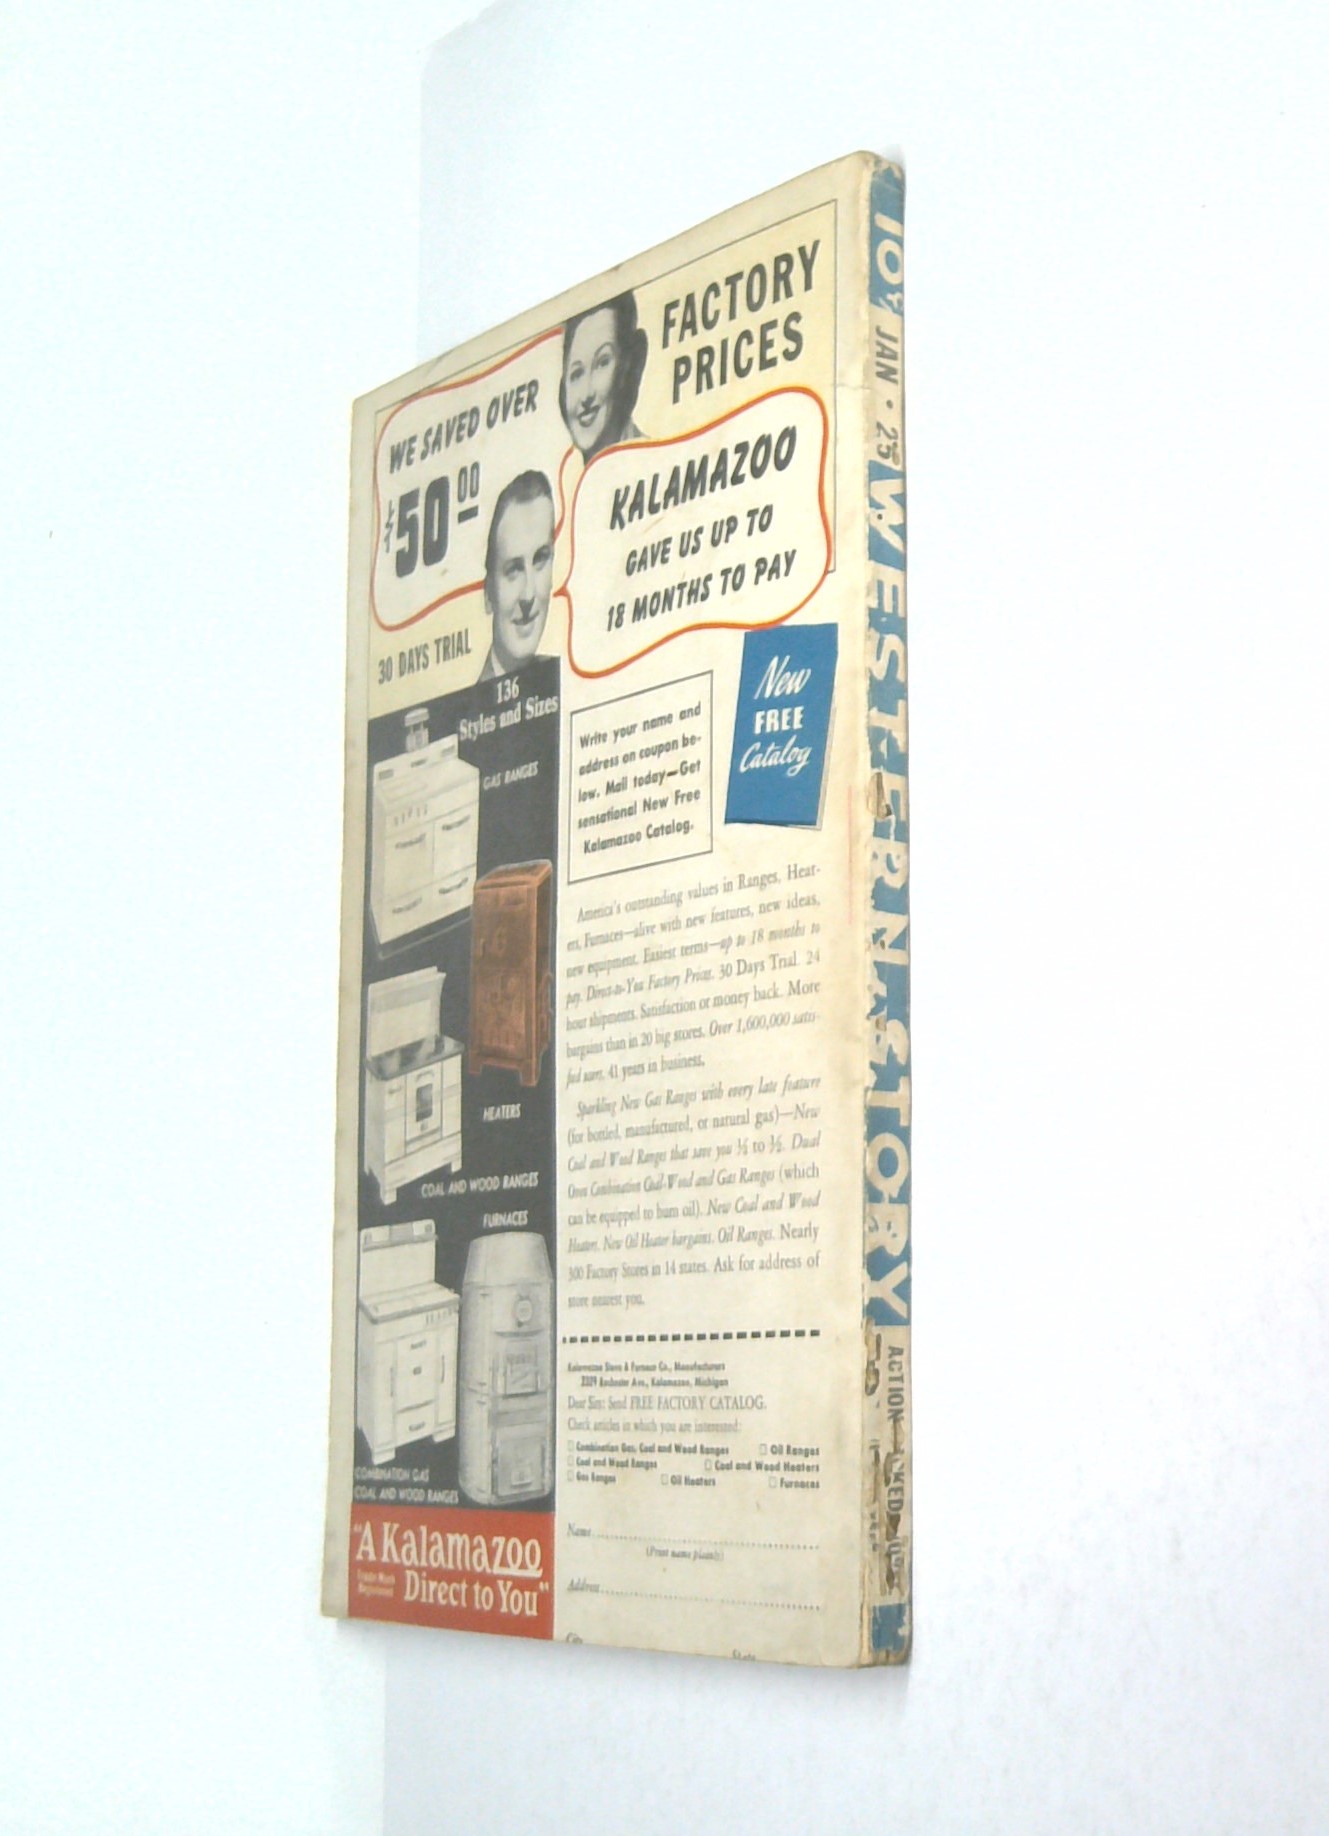 FACTORY
PRICES
WE SAVED OVER
$50.00
KALAMAZOO
GAVE US UP TO
18 MONTHS TO PAY
30 DAYS TRIAL
136
Styles and Sizes
GAS RANGES
HEATERS
COAL AND WOOD RANGES
FURNACES
COMBINATION GAS
COAL AND WOOD RANGES
"A Kalamazoo
Trade Mark
Registered
Direct to You"
New
FREE
Catalog
Write your name and
address on coupon be-
low. Mail today—Get
sensational New Free
Kalamazoo Catalog.
America's outstanding values in Ranges, Heat-
ers, Furnaces—alive with new features, new ideas,
new equipment. Easiest terms—up to 18 months to
pay. Direct-to-You Factory Prices. 30 Days Trial. 24
hour shipments. Satisfaction or money back. More
bargains than in 20 big stores. Over 1,600,000 satis-
fied users. 41 years in business.
Sparkling New Gas Ranges with every late feature
(for bottled, manufactured, or natural gas)—New
Coal and Wood Ranges that save you ⅓ to ½. Dual
Oven Combination Coal-Wood and Gas Ranges (which
can be equipped to burn oil). New Coal and Wood
Heaters. New Oil Heater bargains. Oil Ranges. Nearly
300 Factory Stores in 14 states. Ask for address of
store nearest you.
Kalamazoo Stove & Furnace Co., Manufacturers
Rochester Ave., Kalamazoo, Michigan
Dear Sirs: Send FREE FACTORY CATALOG.
Check articles in which you are interested:
Combination Gas, Coal and Wood Ranges Oil Ranges
Coal and Wood Ranges Coal and Wood Heaters
Gas Ranges Oil Heaters Furnaces
Name
(Print name plainly)
Address
City State
10¢ JAN. 25 WESTERN STORY